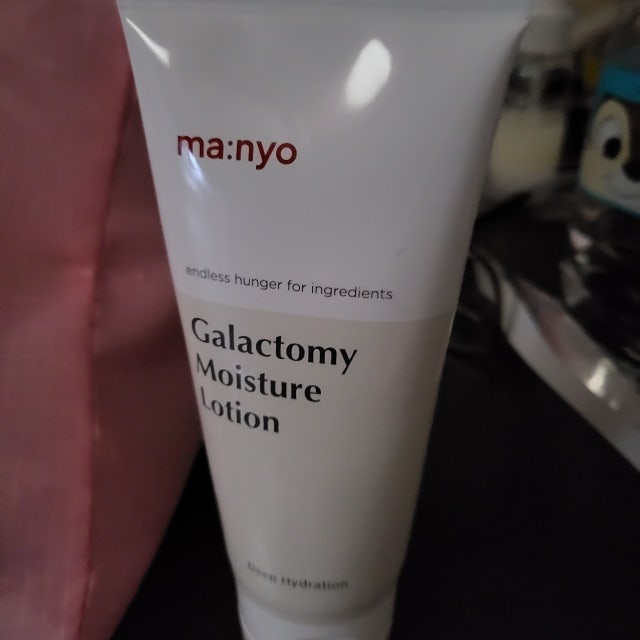 ma:nyo
endless hunger for ingredients
Galactomy
Moisture
Lotion
Deep Hydration